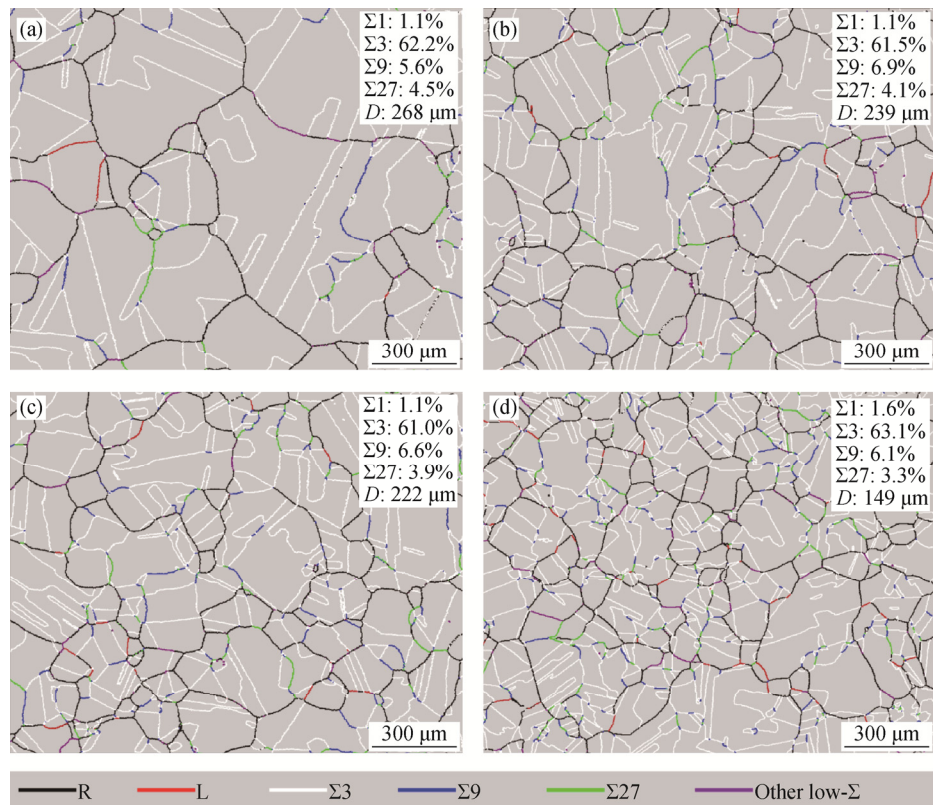 (a)
Σ1: 1.1%
Σ3: 62.2%
Σ9: 5.6%
Σ27: 4.5%
D: 268 μm
300 μm
(b)
Σ1: 1.1%
Σ3: 61.5%
Σ9: 6.9%
Σ27: 4.1%
D: 239 μm
300 μm
(c)
Σ1: 1.1%
Σ3: 61.0%
Σ9: 6.6%
Σ27: 3.9%
D: 222 μm
300 μm
(d)
Σ1: 1.6%
Σ3: 63.1%
Σ9: 6.1%
Σ27: 3.3%
D: 149 μm
300 μm
R L Σ3 Σ9 Σ27 Other low-Σ